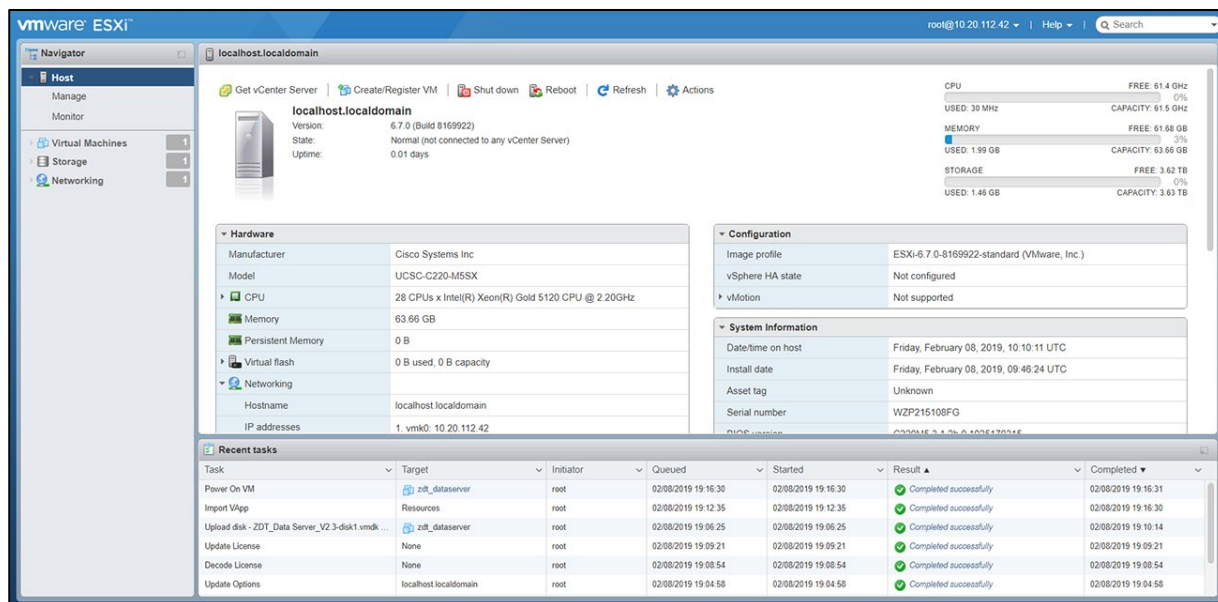 vmware ESXi™
root@10.20.112.42 | Help | Search
Navigator
Host
Manage
Monitor
Virtual Machines 1
Storage 1
Networking 1
localhost.localdomain
Get vCenter Server | Create/Register VM | Shut down Reboot | Refresh | Actions
localhost.localdomain
Version: 6.7.0 (Build 8169922)
State: Normal (not connected to any vCenter Server)
Uptime: 0.01 days
CPU FREE: 61.4 GHz
0%
USED: 30 MHz CAPACITY: 61.5 GHz
MEMORY FREE: 61.68 GB
3%
USED: 1.99 GB CAPACITY: 63.66 GB
STORAGE FREE: 3.62 TB
0%
USED: 1.46 GB CAPACITY: 3.63 TB
Hardware
Manufacturer Cisco Systems Inc
Model UCSC-C220-M5SX
CPU 28 CPUs x Intel(R) Xeon(R) Gold 5120 CPU @ 2.20GHz
Memory 63.66 GB
Persistent Memory 0 B
Virtual flash 0 B used, 0 B capacity
Networking
Hostname localhost.localdomain
IP addresses 1. vmk0: 10.20.112.42
Configuration
Image profile ESXi-6.7.0-8169922-standard (VMware, Inc.)
vSphere HA state Not configured
vMotion Not supported
System Information
Date/time on host Friday, February 08, 2019, 10:10:11 UTC
Install date Friday, February 08, 2019, 09:46:24 UTC
Asset tag Unknown
Serial number WZP215108FG
Recent tasks
Task Target Initiator Queued Started Result ▲ Completed ▼
Power On VM zdt_dataserver root 02/08/2019 19:16:30 02/08/2019 19:16:30 Completed successfully 02/08/2019 19:16:31
Import VApp Resources root 02/08/2019 19:12:35 02/08/2019 19:12:35 Completed successfully 02/08/2019 19:16:30
Upload disk - ZDT_Data Server_V2.3-disk1.vmdk ... zdt_dataserver root 02/08/2019 19:06:25 02/08/2019 19:06:25 Completed successfully 02/08/2019 19:10:14
Update License None root 02/08/2019 19:09:21 02/08/2019 19:09:21 Completed successfully 02/08/2019 19:09:21
Decode License None root 02/08/2019 19:08:54 02/08/2019 19:08:54 Completed successfully 02/08/2019 19:08:54
Update Options localhost.localdomain root 02/08/2019 19:04:58 02/08/2019 19:04:58 Completed successfully 02/08/2019 19:04:58